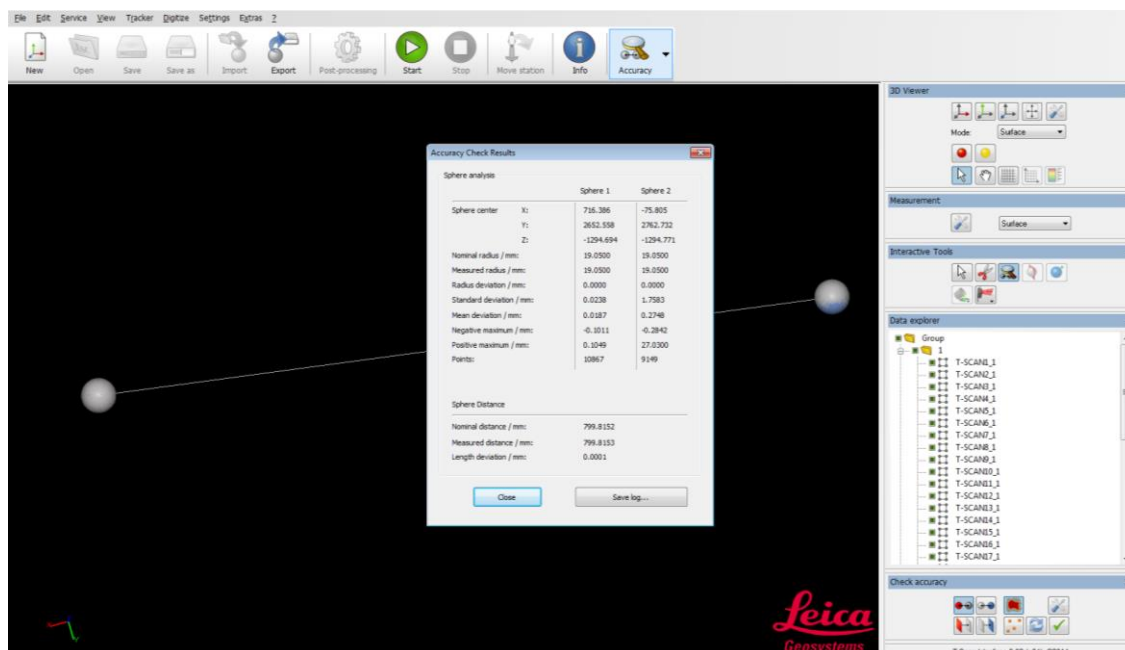 File Edit Service View Tracker Digitize Settings Extras ?
New Open Save Save as Import Export Post-processing Start Stop Move station Info Accuracy
3D Viewer
Mode: Surface
Measurement
Surface
Interactive Tools
Data explorer
Group
1
T-SCAN1_1
T-SCAN2_1
T-SCAN3_1
T-SCAN4_1
T-SCAN5_1
T-SCAN6_1
T-SCAN7_1
T-SCAN8_1
T-SCAN9_1
T-SCAN10_1
T-SCAN11_1
T-SCAN12_1
T-SCAN13_1
T-SCAN14_1
T-SCAN15_1
T-SCAN16_1
T-SCAN17_1
Check accuracy
Accuracy Check Results
Sphere analysis
Sphere 1 Sphere 2
Sphere center X: 716.386 -75.805
Y: 2652.558 2762.732
Z: -1294.694 -1294.771
Nominal radius / mm: 19.0500 19.0500
Measured radius / mm: 19.0500 19.0500
Radius deviation / mm: 0.0000 0.0000
Standard deviation / mm: 0.0238 1.7583
Mean deviation / mm: 0.0187 0.2748
Negative maximum / mm: -0.1011 -0.2842
Positive maximum / mm: 0.1049 27.0300
Points: 10867 9149
Sphere Distance
Nominal distance / mm: 799.8152
Measured distance / mm: 799.8153
Length deviation / mm: 0.0001
Close Save log....
Leica
Geosystems